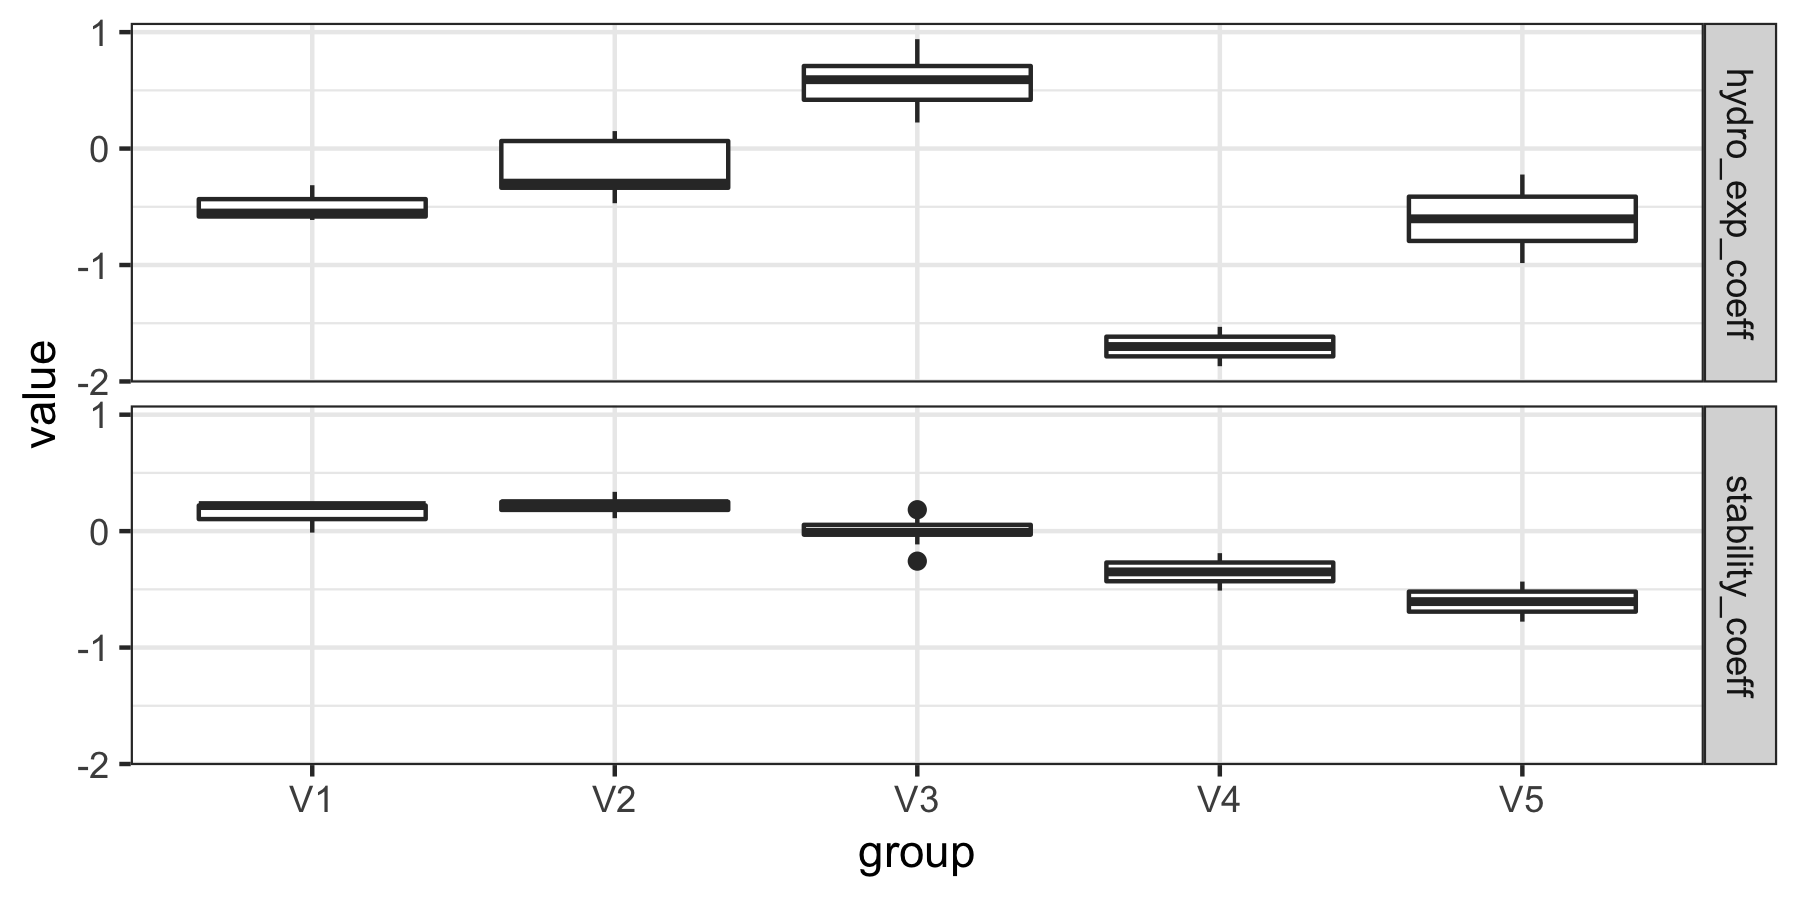 value
1
0
-1
-2
hydro_exp_coeff
1
0
-1
-2
stability_coeff
V1 V2 V3 V4 V5
group